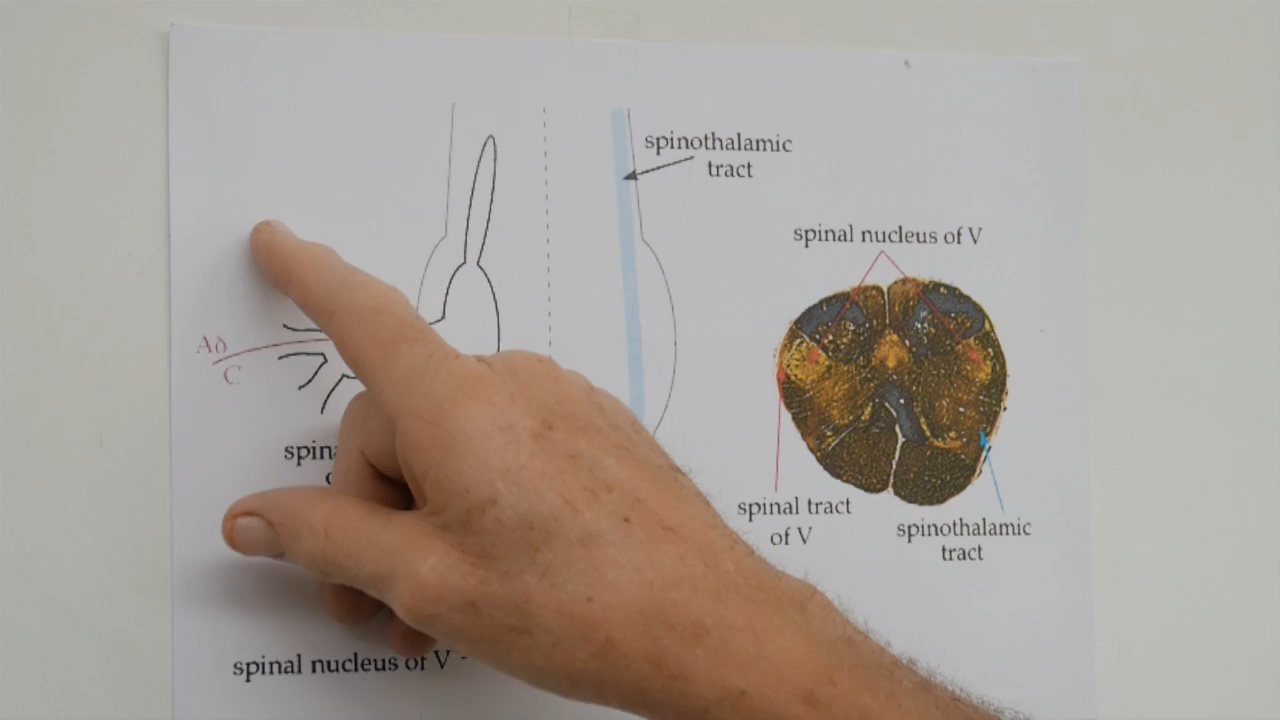 spinothalamic
tract
spinal nucleus of V
Aδ
C
spinal tract
of V
spinothalamic
tract
spinal nucleus of V